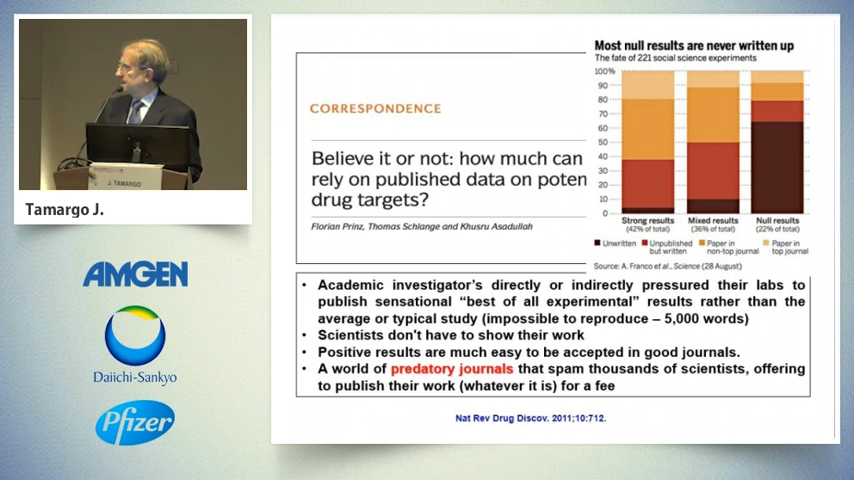 J. TAMARGO
Tamargo J.
AMGEN
Daiichi-Sankyo
Pfizer
CORRESPONDENCE
Believe it or not: how much can
rely on published data on poten
drug targets?
Florian Prinz, Thomas Schlange and Khusru Asadullah
Most null results are never written up
The fate of 221 social science experiments
100%
90
80
70
60
50
40
30
20
10
0
Strong results Mixed results Null results
(42% of total) (36% of total) (22% of total)
Unwritten Unpublished Paper in Paper in
but written non-top journal top journal
Source: A. Franco et al., Science (28 August)
• Academic investigator's directly or indirectly pressured their labs to
publish sensational “best of all experimental” results rather than the
average or typical study (impossible to reproduce – 5,000 words)
• Scientists don't have to show their work
• Positive results are much easy to be accepted in good journals.
• A world of predatory journals that spam thousands of scientists, offering
to publish their work (whatever it is) for a fee
Nat Rev Drug Discov. 2011;10:712.